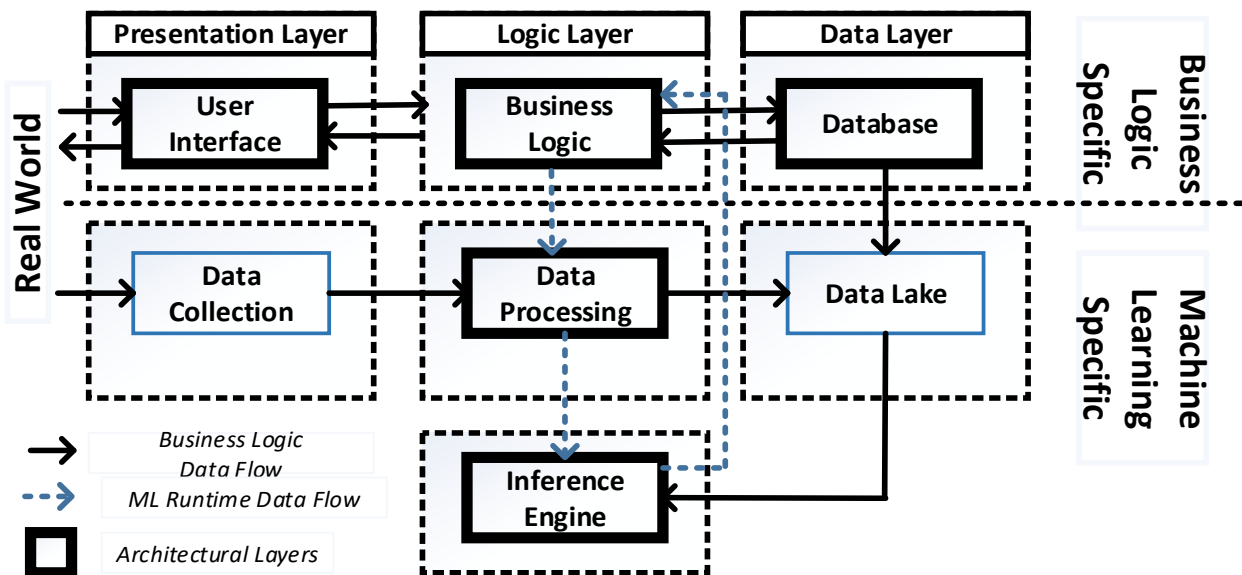 Presentation Layer
Logic Layer
Data Layer
User
Interface
Business
Logic
Database
Business
Logic
Specific
Real World
Data
Collection
Data
Processing
Data Lake
Machine
Learning
Specific
Inference
Engine
Business Logic
Data Flow
ML Runtime Data Flow
Architectural Layers